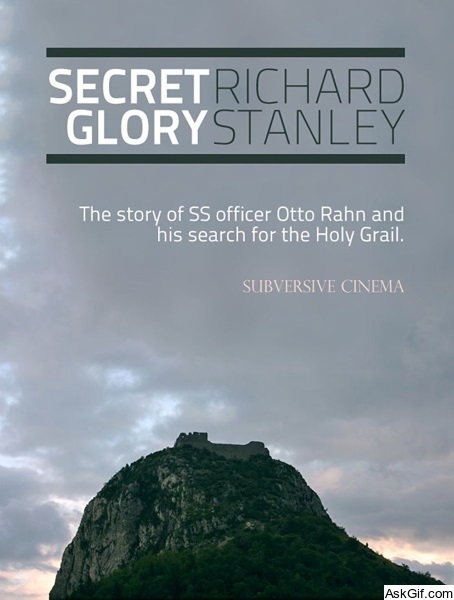 SECRET RICHARD
GLORY STANLEY
The story of SS officer Otto Rahn and
his search for the Holy Grail.
SUBVERSIVE CINEMA
AskGif.com